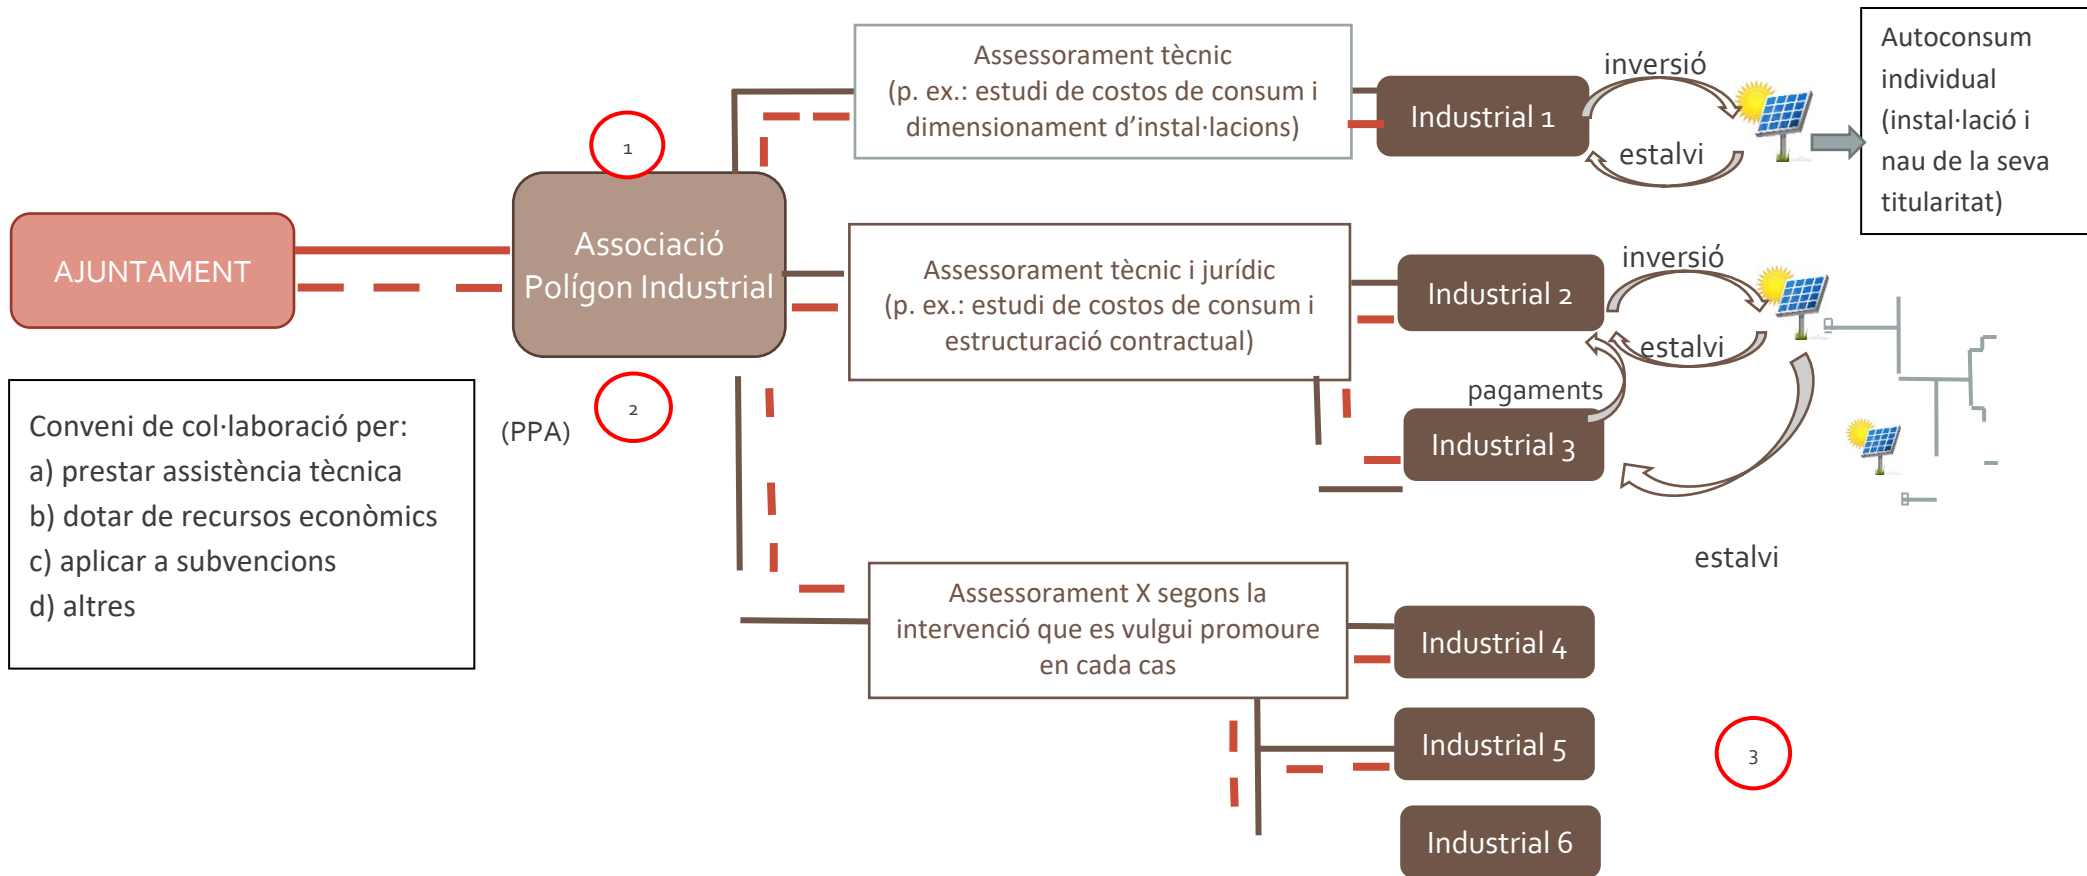 Assessorament tècnic
(p. ex.: estudi de costos de consum i
dimensionament d'instal·lacions)
Industrial 1
inversió
estalvi
Autoconsum
individual
(instal·lació i
nau de la seva
titularitat)
1
AJUNTAMENT
Associació
Polígon Industrial
Assessorament tècnic i jurídic
(p. ex.: estudi de costos de consum i
estructuració contractual)
Industrial 2
inversió
estalvi
pagaments
Industrial 3
2
(PPA)
Conveni de col·laboració per:
a) prestar assistència tècnica
b) dotar de recursos econòmics
c) aplicar a subvencions
d) altres
estalvi
Assessorament X segons la
intervenció que es vulgui promoure
en cada cas
Industrial 4
Industrial 5
3
Industrial 6